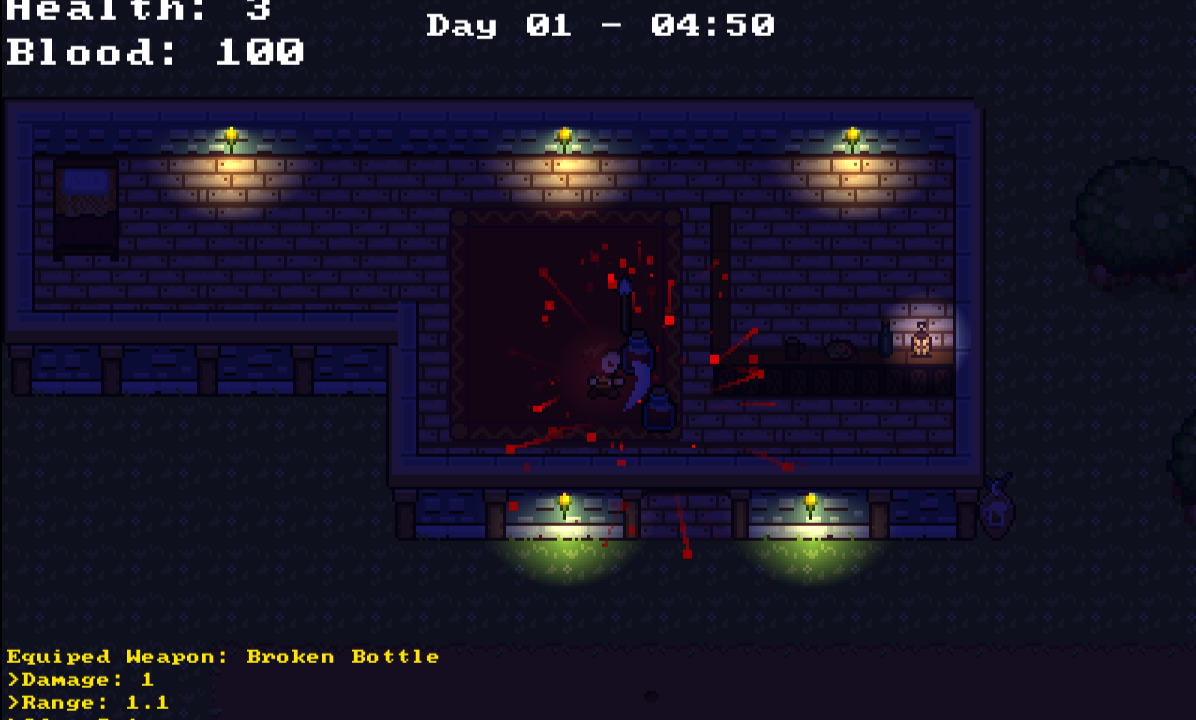 Health: 3
Blood: 100
Day 01 - 04:50
Equiped Weapon: Broken Bottle
>Damage: 1
>Range: 1.1